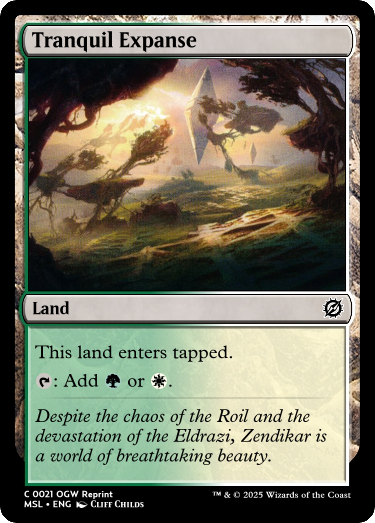 Tranquil Expanse
Land
This land enters tapped.
: Add or .
Despite the chaos of the Roil and the
devastation of the Eldrazi, Zendikar is
a world of breathtaking beauty.
C 0021 OGW Reprint
MSL • ENG Cliff Childs
™ & © 2025 Wizards of the Coast